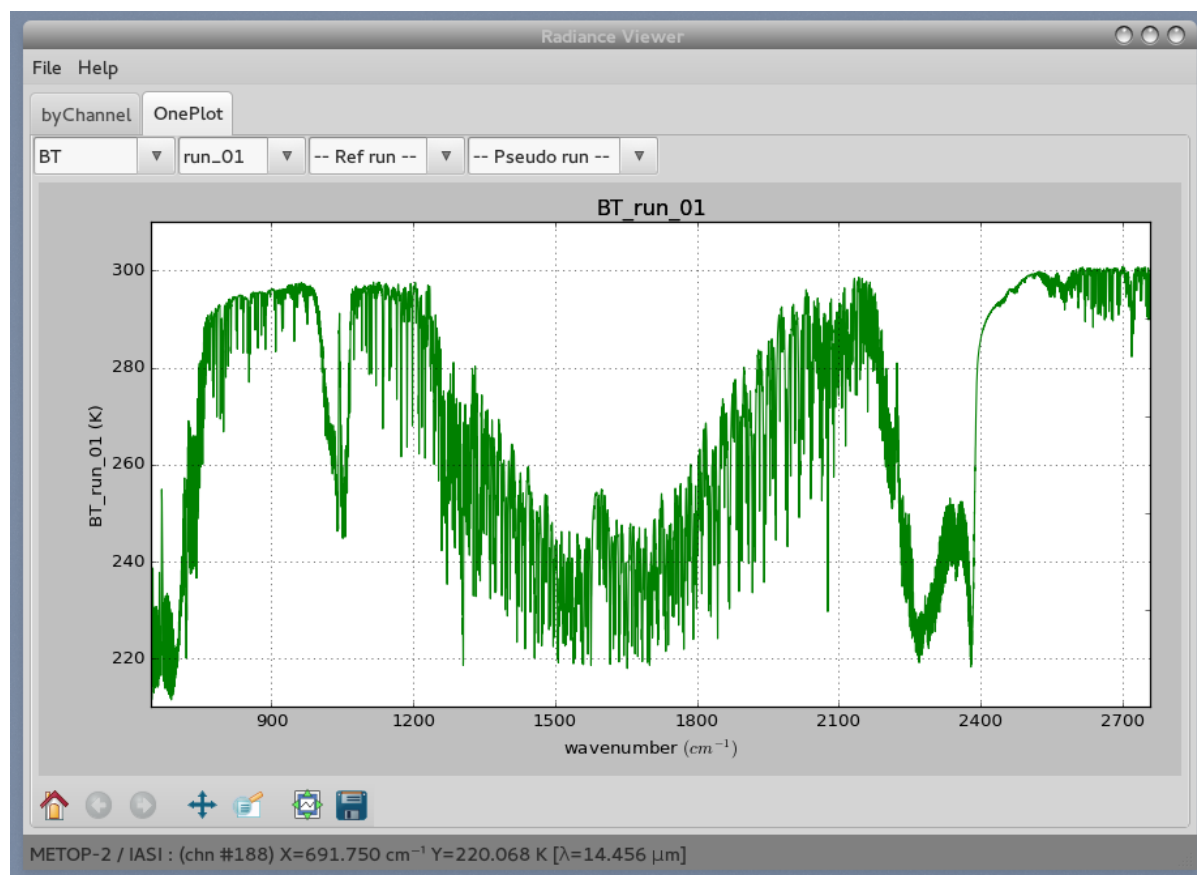 Radiance Viewer
File Help
byChannel OnePlot
BT run_01 -- Ref run -- -- Pseudo run --
BT_run_01
300
280
260
240
220
BT_run_01 (K)
900 1200 1500 1800 2100 2400 2700
wavenumber (cm⁻¹)
METOP-2 / IASI : (chn #188) X=691.750 cm⁻¹ Y=220.068 K [λ=14.456 μm]